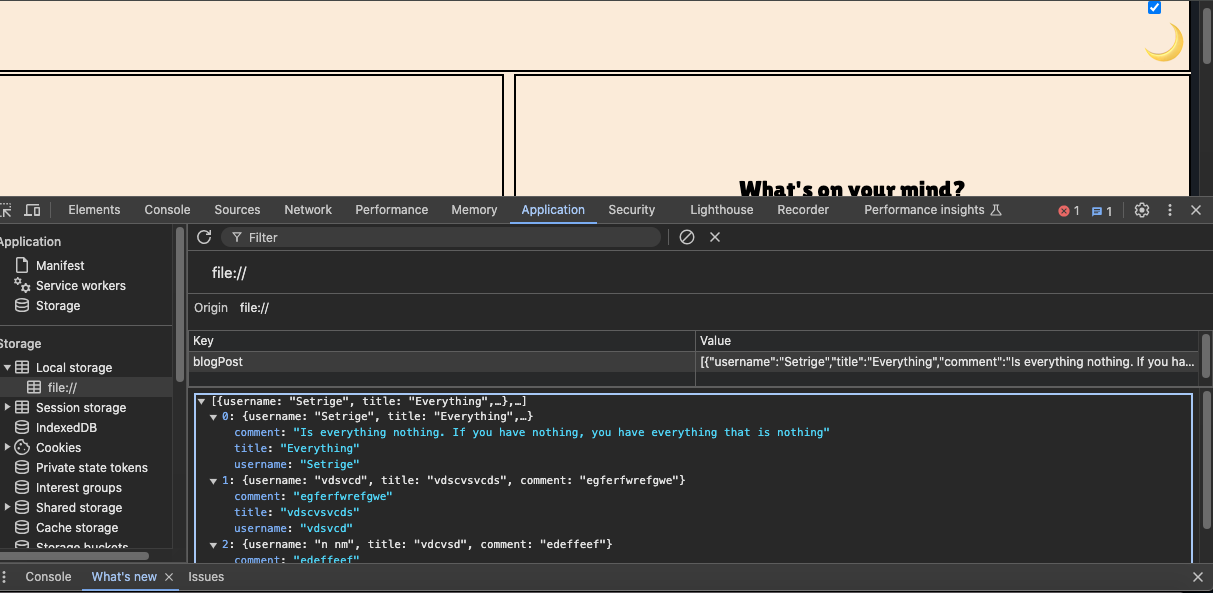 What's on your mind?
Elements Console Sources Network Performance Memory Application Security Lighthouse Recorder Performance insights 1 1
Application
Manifest
Service workers
Storage
Storage
Local storage
file://
Session storage
IndexedDB
Cookies
Private state tokens
Interest groups
Shared storage
Cache storage
Storage buckets
Filter
file://
Origin file://
Key Value
blogPost [{"username":"Setrige","title":"Everything","comment":"Is everything nothing. If you ha...
[{username: "Setrige", title: "Everything",…},…]
0: {username: "Setrige", title: "Everything",…}
comment: "Is everything nothing. If you have nothing, you have everything that is nothing"
title: "Everything"
username: "Setrige"
1: {username: "vdsvcd", title: "vdscvsvcds", comment: "egferfwrefgwe"}
comment: "egferfwrefgwe"
title: "vdscvsvcds"
username: "vdsvcd"
2: {username: "n nm", title: "vdcvsd", comment: "edeffeef"}
comment: "edeffeef"
Console What's new Issues